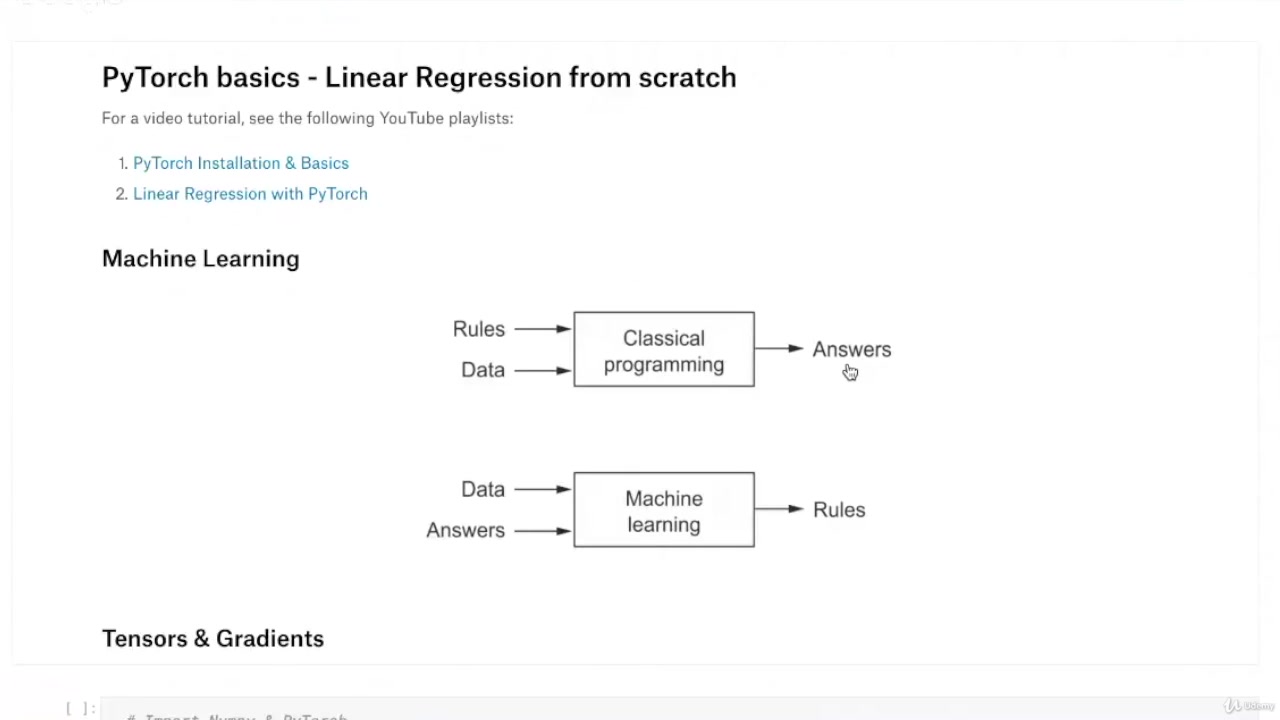 PyTorch basics - Linear Regression from scratch
For a video tutorial, see the following YouTube playlists:
1. PyTorch Installation & Basics
2. Linear Regression with PyTorch
Machine Learning
Rules
Data
Classical
programming
Answers
Data
Answers
Machine
learning
Rules
Tensors & Gradients
[ ]:
# Import Numpy & PyTorch
Udemy